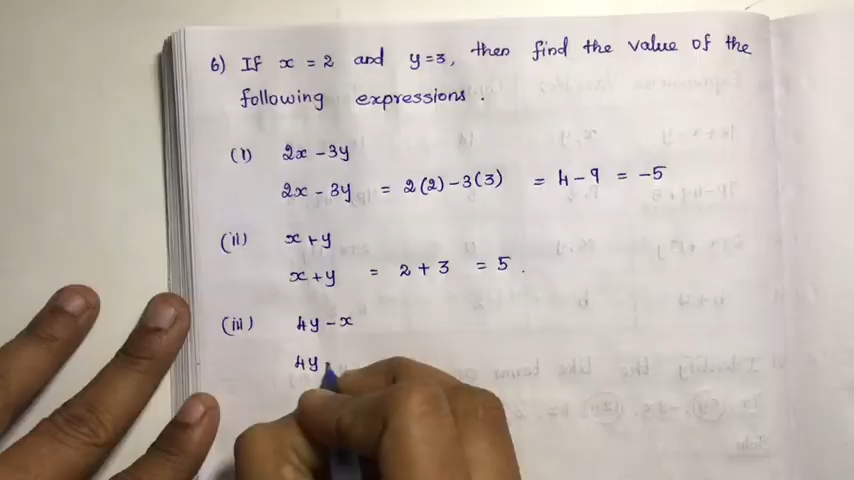 6) If x = 2 and y=3, then find the value of the
following expressions.
(i) 2x - 3y
2x - 3y = 2(2) - 3(3) = 4 - 9 = -5
(ii) x+y
x+y = 2 + 3 = 5.
(iii) 4y - x
4y